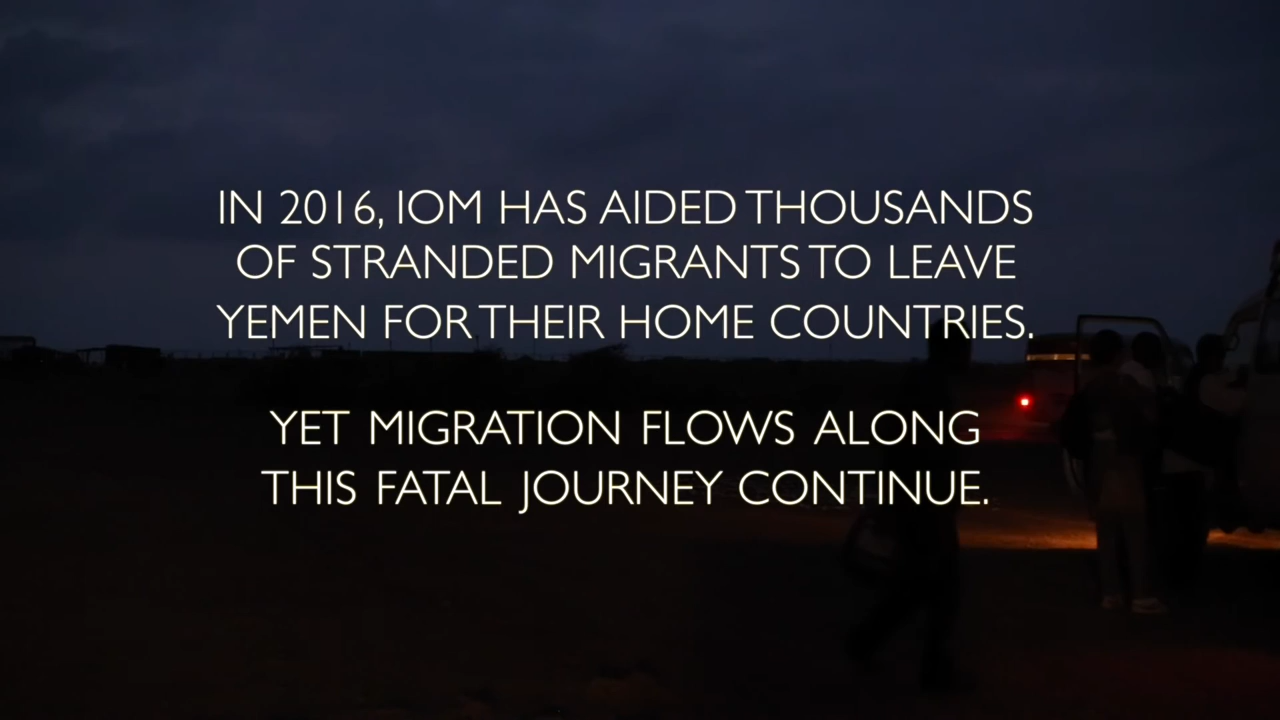 IN 2016, IOM HAS AIDED THOUSANDS
OF STRANDED MIGRANTS TO LEAVE
YEMEN FOR THEIR HOME COUNTRIES.
YET MIGRATION FLOWS ALONG
THIS FATAL JOURNEY CONTINUE.